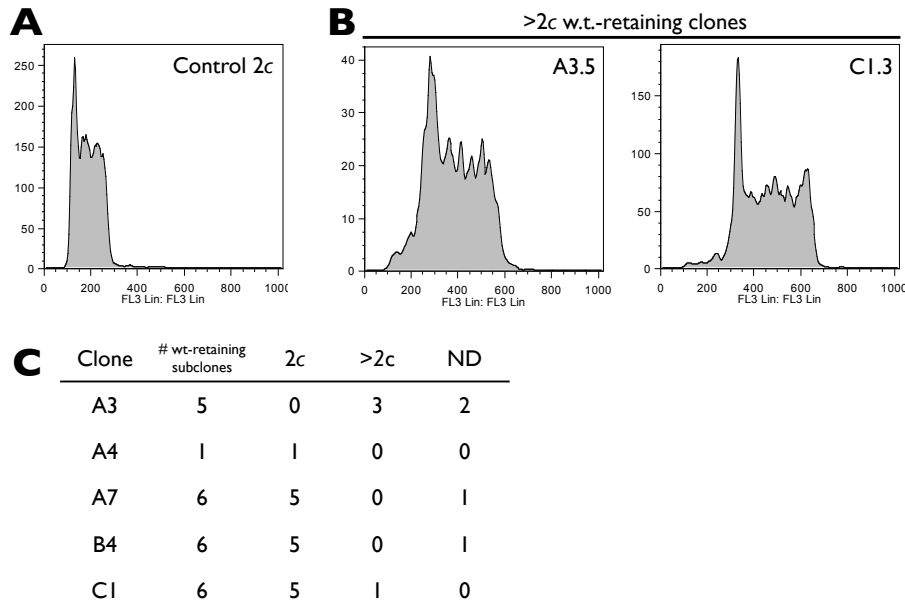 A
Control 2c
250
200
150
100
50
0
0 200 400 600 800 1000
FL3 Lin: FL3 Lin
B
>2c w.t.-retaining clones
A3.5
40
30
20
10
0
0 200 400 600 800 1000
FL3 Lin: FL3 Lin
C1.3
150
100
50
0
0 200 400 600 800 1000
FL3 Lin: FL3 Lin
C
Clone # wt-retaining subclones 2c >2c ND
A3 5 0 3 2
A4 1 1 0 0
A7 6 5 0 1
B4 6 5 0 1
C1 6 5 1 0